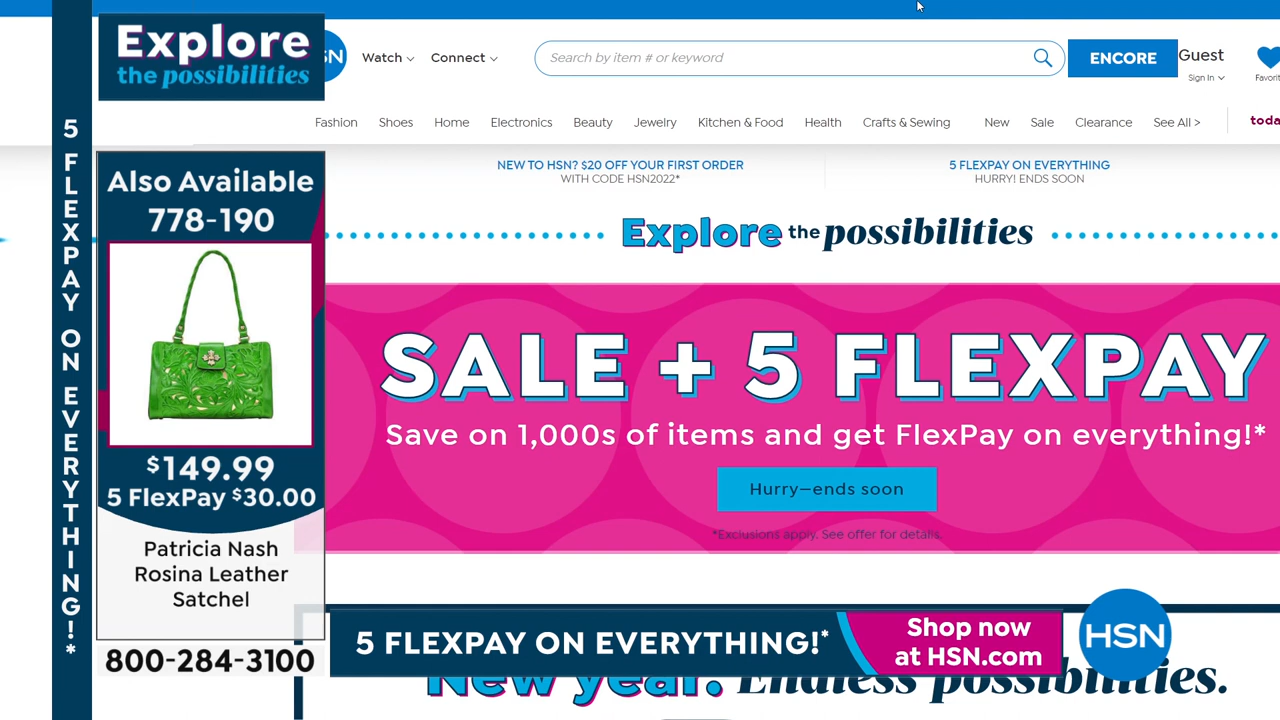 Explore
the possibilities
5 FLEXPAY ON EVERYTHING!*
Also Available
778-190
$149.99
5 FlexPay $30.00
Patricia Nash
Rosina Leather
Satchel
800-284-3100
Watch
Connect
Search by item # or keyword
ENCORE
Guest
Sign In
Fashion Shoes Home Electronics Beauty Jewelry Kitchen & Food Health Crafts & Sewing New Sale Clearance See All >
NEW TO HSN? $20 OFF YOUR FIRST ORDER
WITH CODE HSN2022*
5 FLEXPAY ON EVERYTHING
HURRY! ENDS SOON
Explore the possibilities
SALE + 5 FLEXPAY
Save on 1,000s of items and get FlexPay on everything!*
Hurry—ends soon
*Exclusions apply. See offer for details.
5 FLEXPAY ON EVERYTHING!*
Shop now
at HSN.com
HSN
New year. Endless possibilities.